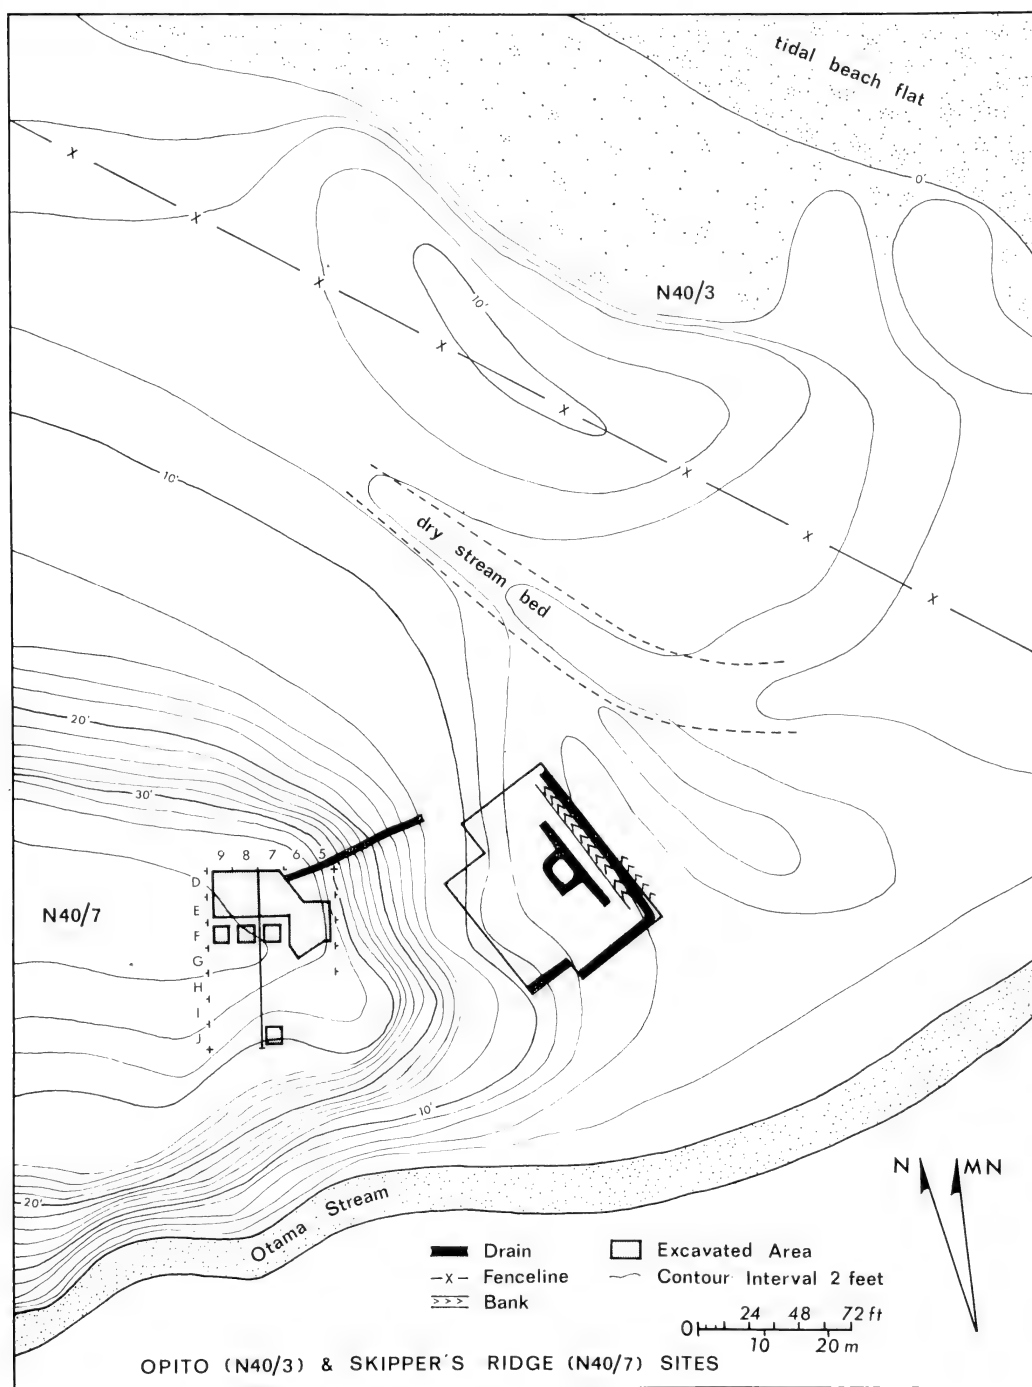 tidal beach flat
0'
N40/3
10'
10'
dry stream bed
20'
30'
9 8 7 6 5
D
E
F
G
H
I
J
N40/7
10'
20'
Otama Stream
N MN
Drain
Excavated Area
-X- Fenceline
Contour Interval 2 feet
>>> Bank
24 48 72 ft
0
10 20 m
OPITO (N40/3) & SKIPPER'S RIDGE (N40/7) SITES